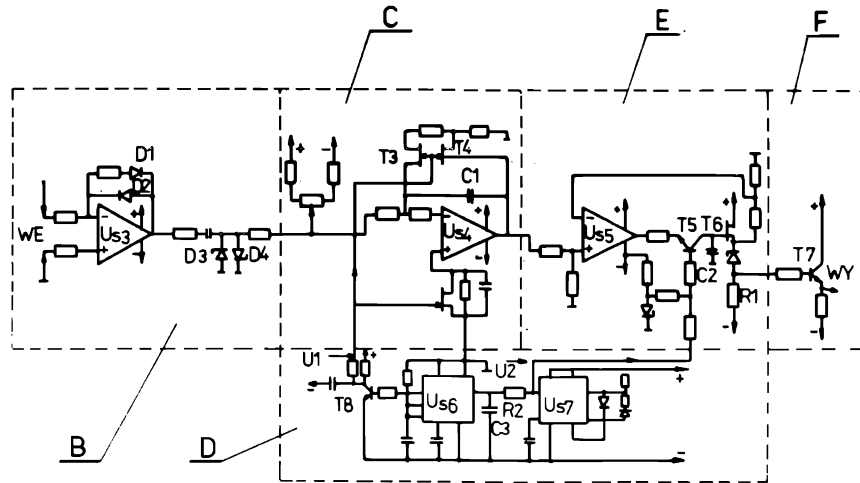 C
E
F
+
-
T3
T4
D1
D2
C1
-
+
+
-
WE
Us3
-
+
+
-
Us4
-
+
+
-
Us5
+
T5
T6
+
T7
D3
D4
C2
R1
WY
-
-
U1
+
U2
-
T8
Us6
R2
Us7
+
C3
-
B
D